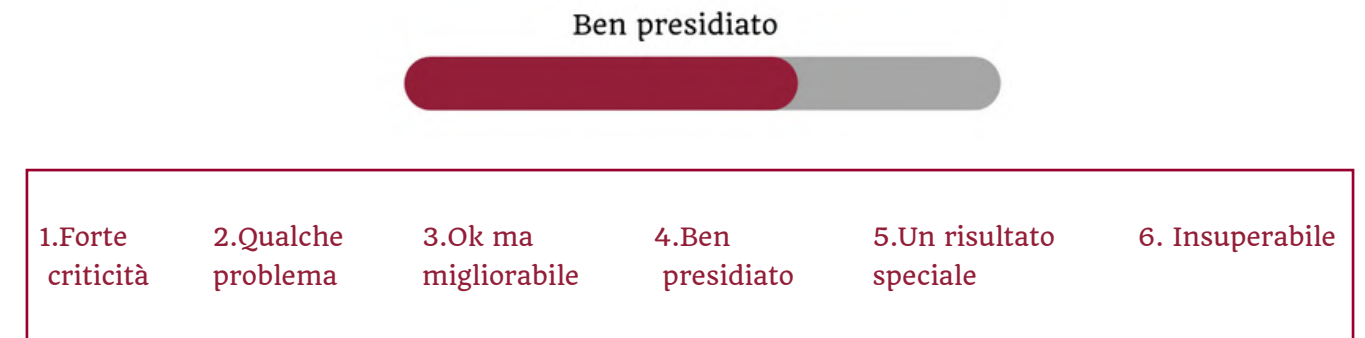 Ben presidiato
1.Forte 2.Qualche 3.Ok ma 4.Ben 5.Un risultato 6. Insuperabile
criticità problema migliorabile presidiato speciale